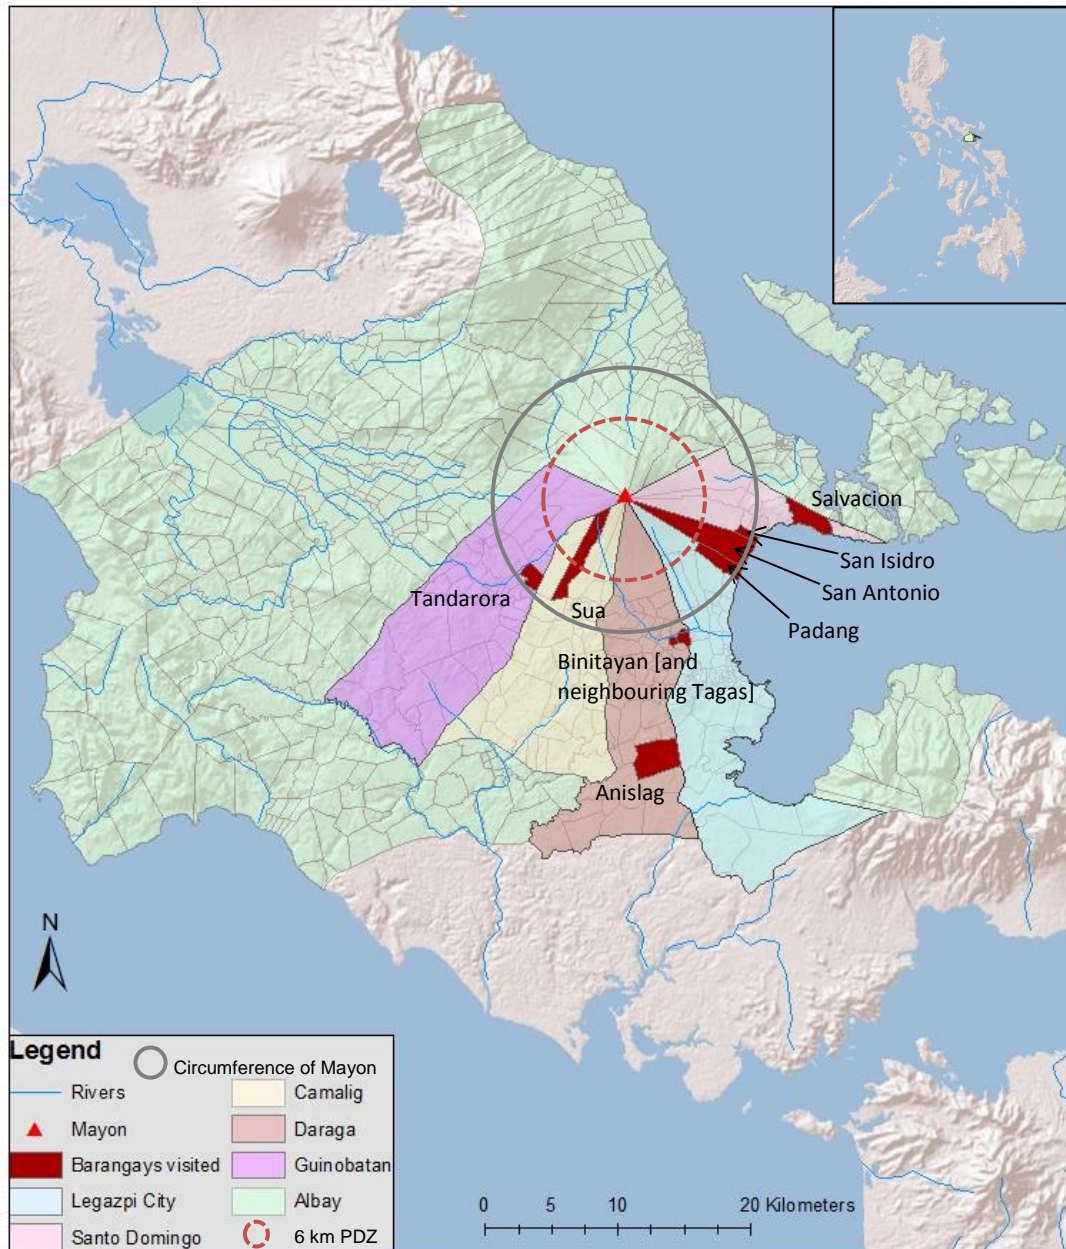 Salvacion
San Isidro
San Antonio
Padang
Tandarora
Sua
Binitayan [and
neighbouring Tagas]
Anislag
N
Legend
Circumference of Mayon
Rivers
Camalig
Mayon
Daraga
Barangays visited
Guinobatan
Legazpi City
Albay
Santo Domingo
6 km PDZ
0 5 10 20 Kilometers